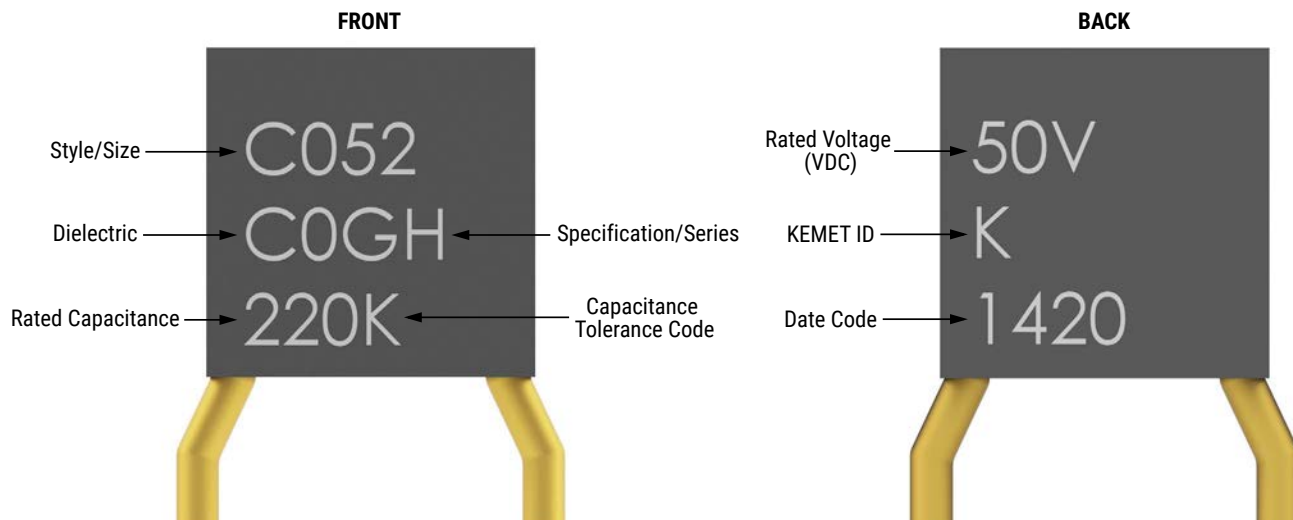 FRONT
BACK
Style/Size
C052
Dielectric
C0GH
Specification/Series
Rated Capacitance
220K
Capacitance
Tolerance Code
Rated Voltage
(VDC)
50V
KEMET ID
K
Date Code
1420